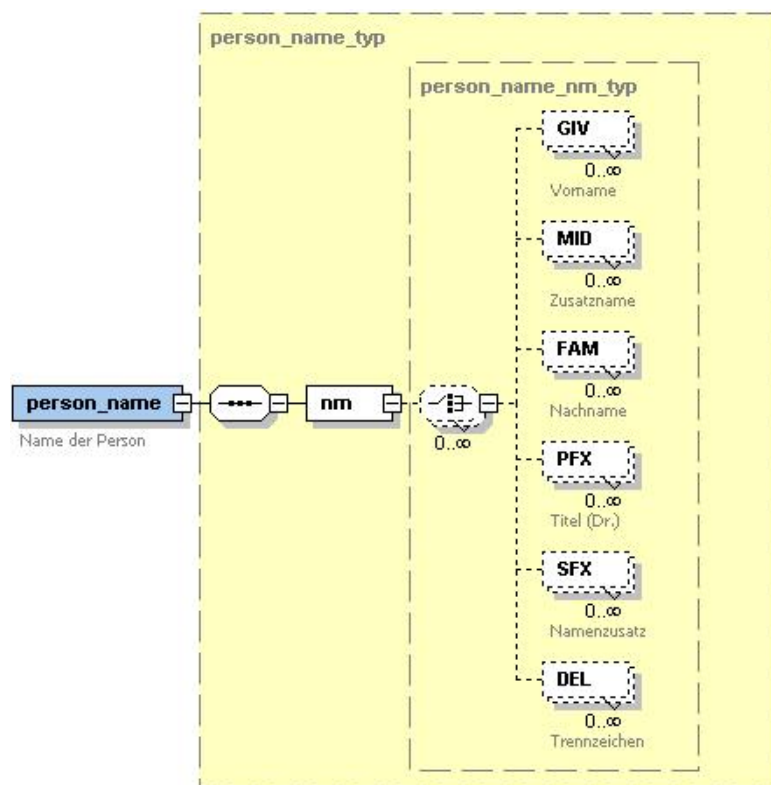 person_name_typ
person_name_nm_typ
GIV
0..∞
Vorname
MID
0..∞
Zusatzname
FAM
0..∞
Nachname
person_name
Name der Person
nm
0..∞
PFX
0..∞
Titel (Dr.)
SFX
0..∞
Namenzusatz
DEL
0..∞
Trennzeichen